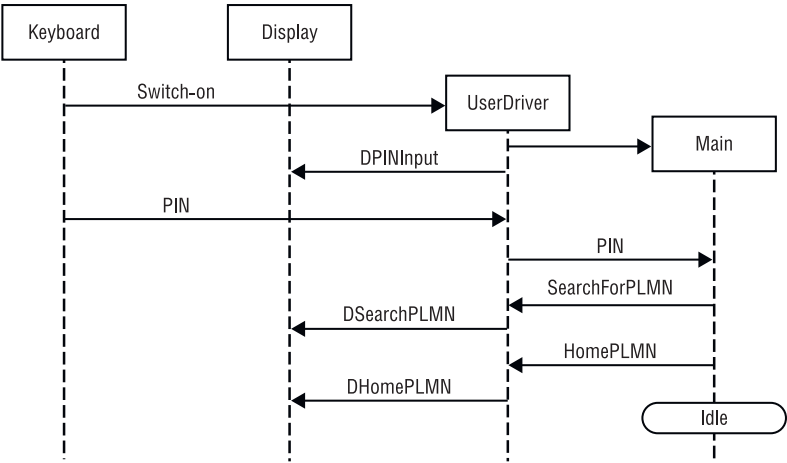 Keyboard
Display
Switch-on
UserDriver
Main
DPINInput
PIN
PIN
SearchForPLMN
DSearchPLMN
HomePLMN
DHomePLMN
Idle